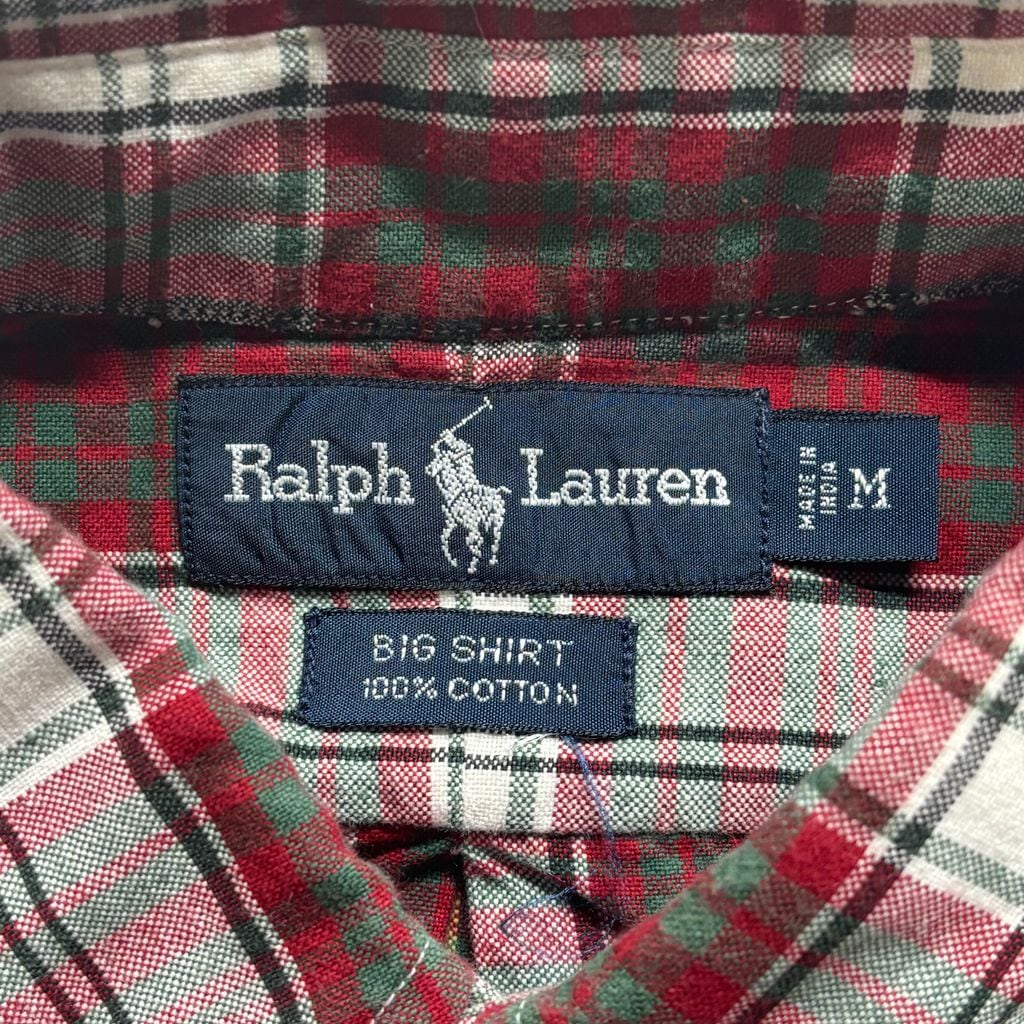 Ralph Lauren
MADE IN
INDIA
M
BIG SHIRT
100% COTTON